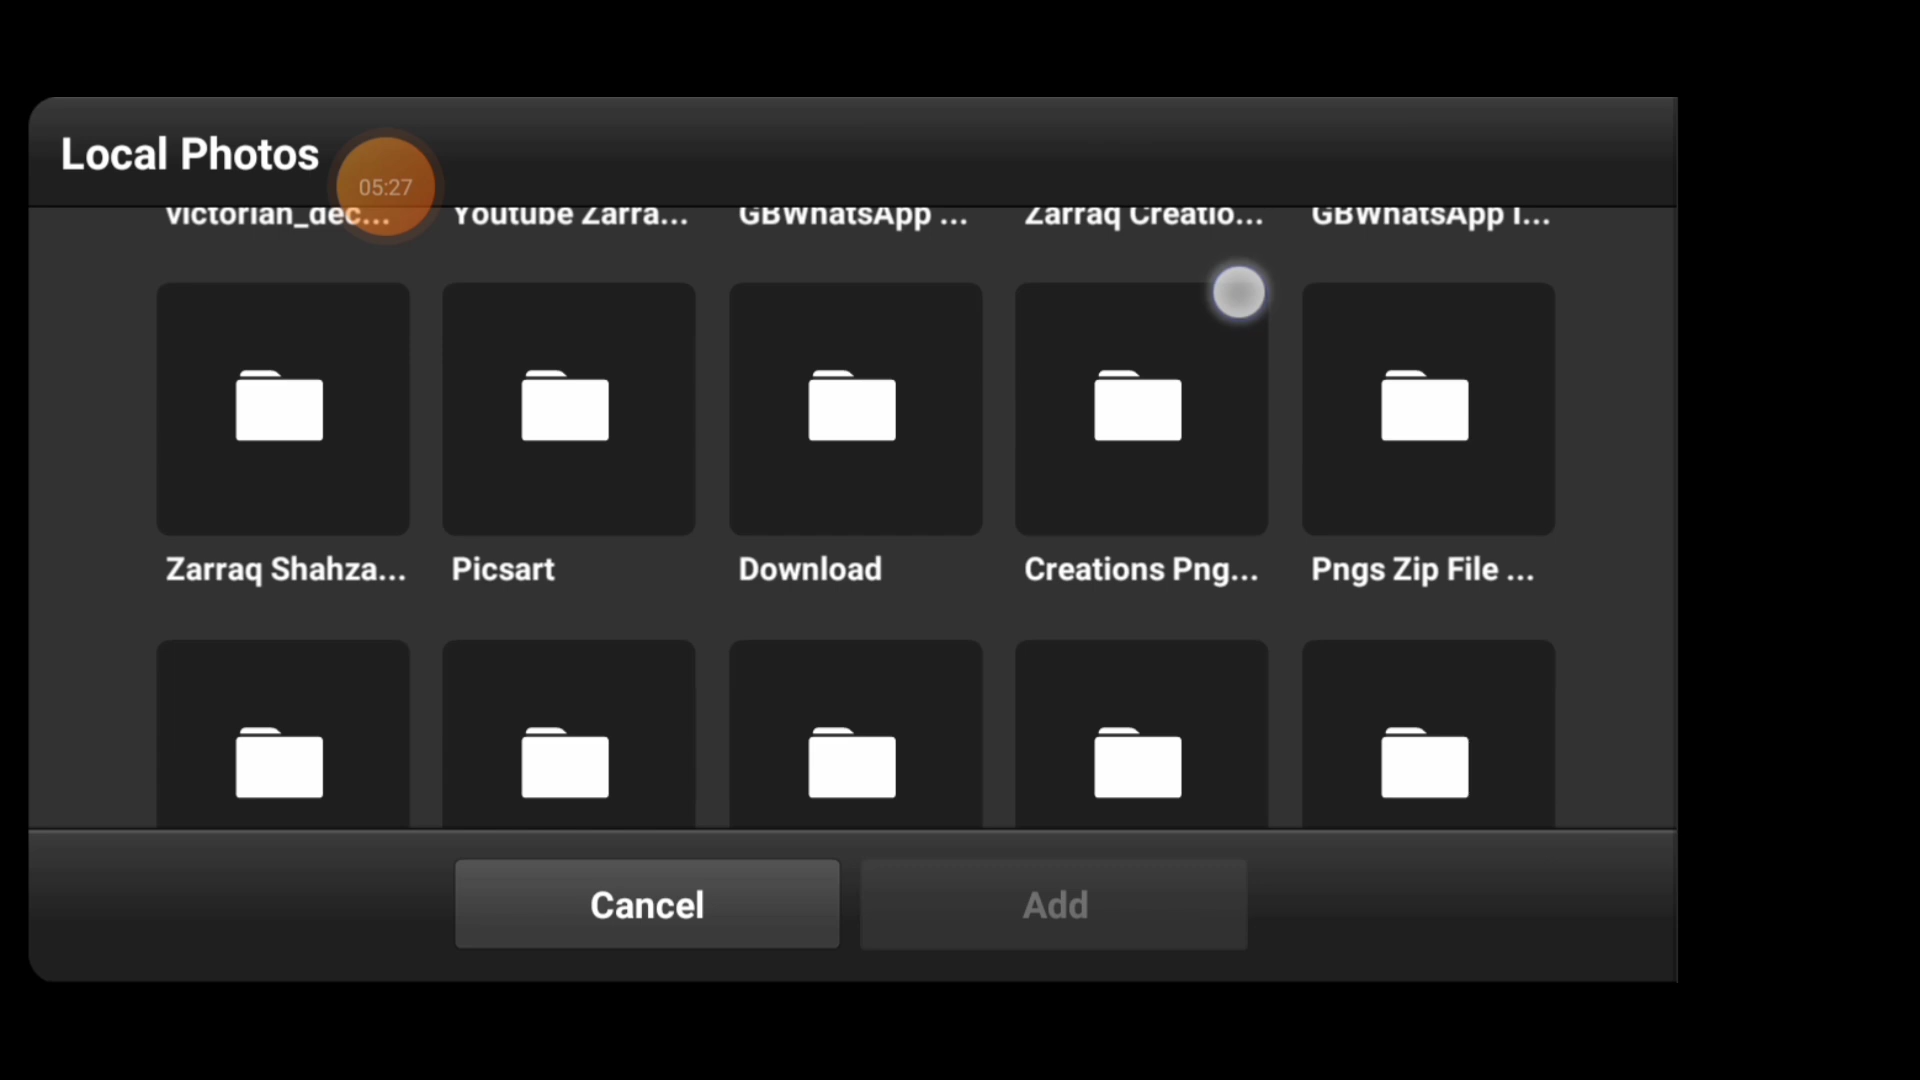 Local Photos
05:27
victorian_dec...
Youtube Zarra...
GBWhatsApp ...
Zarraq Creatio...
GBWhatsApp I...
Zarraq Shahza...
Picsart
Download
Creations Png...
Pngs Zip File ...
Cancel
Add